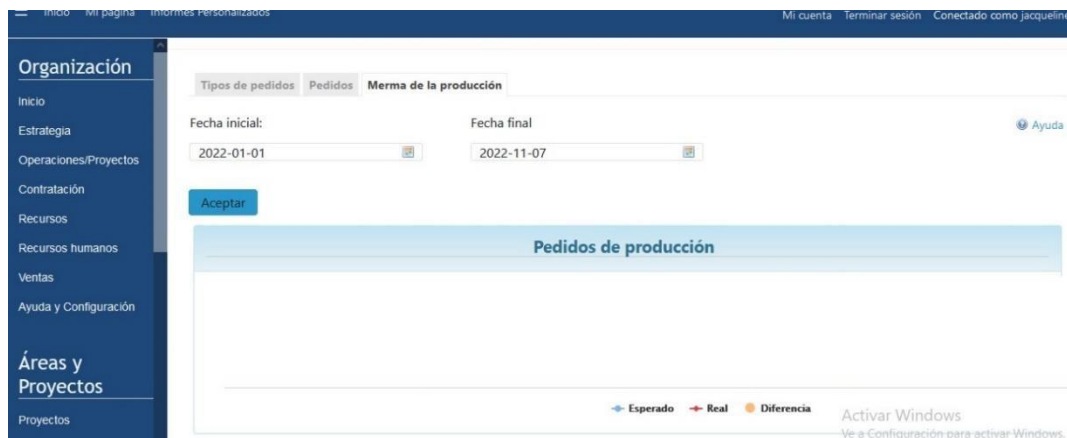 Inicio Mi página Informes Personalizados
Mi cuenta Terminar sesión Conectado como jacqueline
Organización
Inicio
Estrategia
Operaciones/Proyectos
Contratación
Recursos
Recursos humanos
Ventas
Ayuda y Configuración
Áreas y
Proyectos
Proyectos
Tipos de pedidos Pedidos Merma de la producción
Fecha inicial: Fecha final
Ayuda
2022-01-01 2022-11-07
Aceptar
Pedidos de producción
Esperado Real Diferencia
Activar Windows
Ve a Configuración para activar Windows.